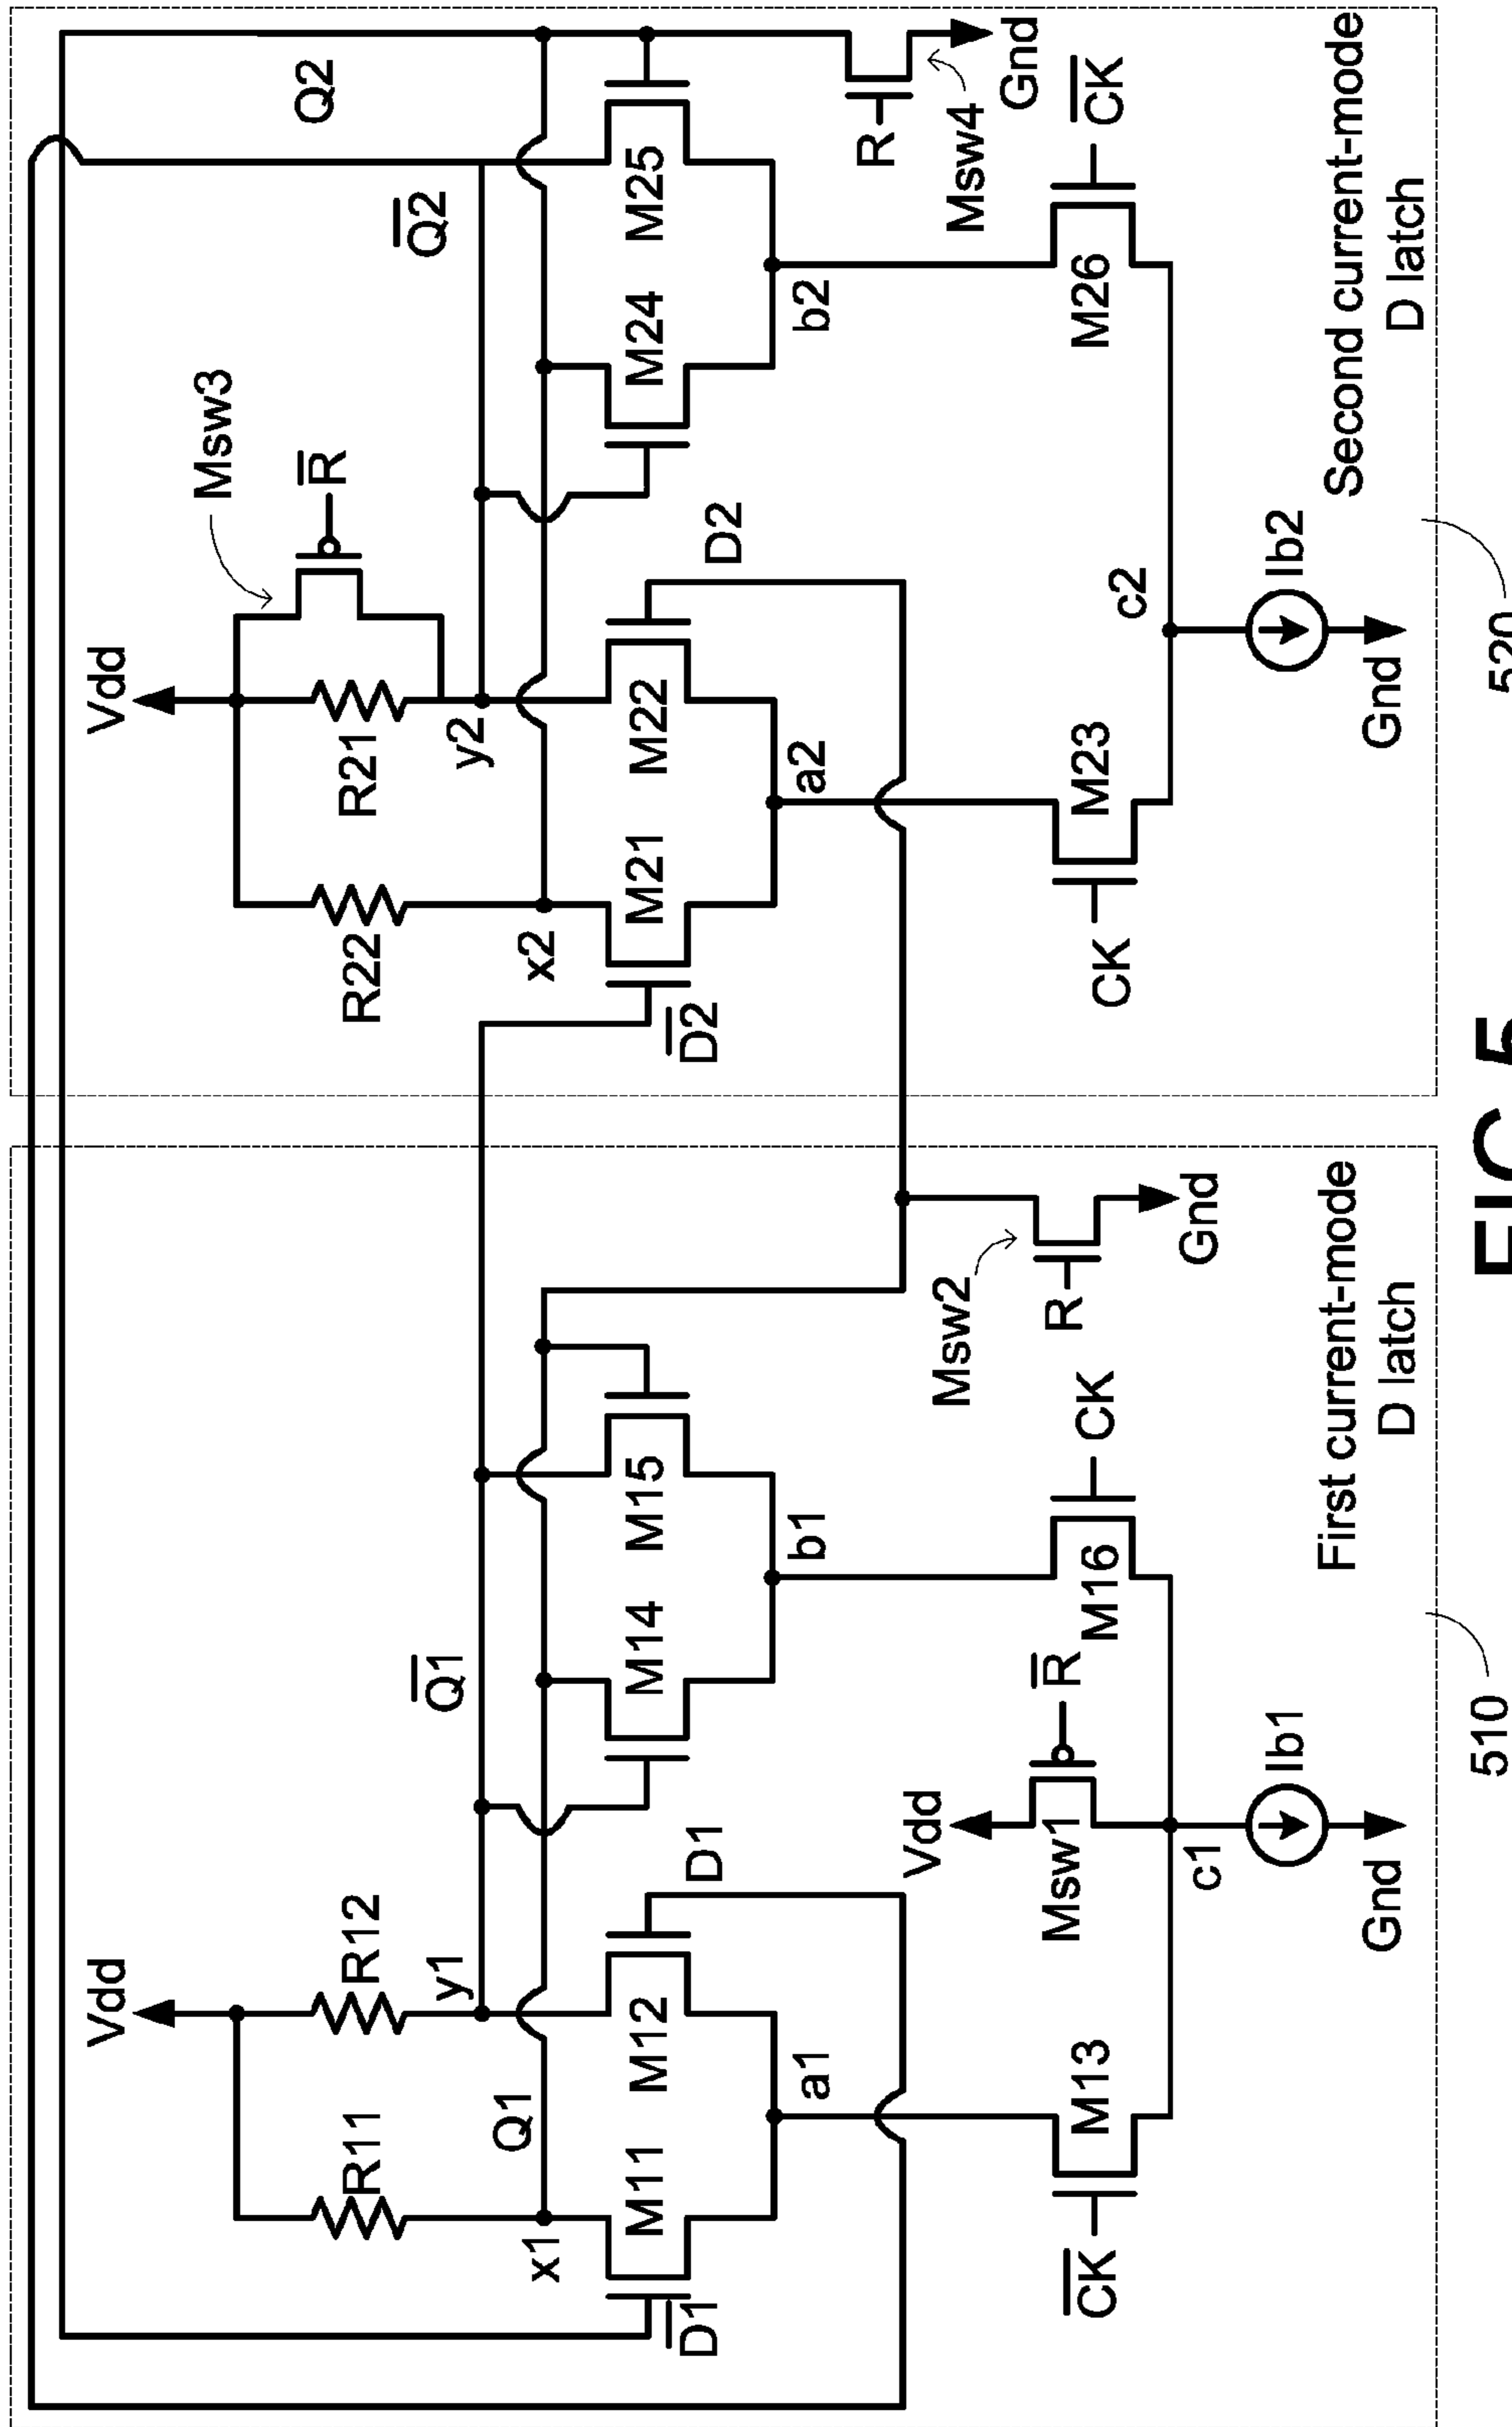 Vdd
R11
R12
x1
y1
Q1
Q̅1̅
M11
M12
M14
M15
D̅1̅
D1
a1
b1
M13
C̅K̅
Vdd
Msw1
R̅
M16
CK
Msw2
R
Gnd
c1
Ib1
Gnd
First current-mode
D latch
510
Vdd
R22
R21
Msw3
R̅
x2
y2
Q̅2̅
Q2
M21
M22
M24
M25
D̅2̅
D2
a2
b2
R
Msw4
Gnd
M23
CK
M26
C̅K̅
c2
Ib2
Gnd
Second current-mode
D latch
520
FIG. 5